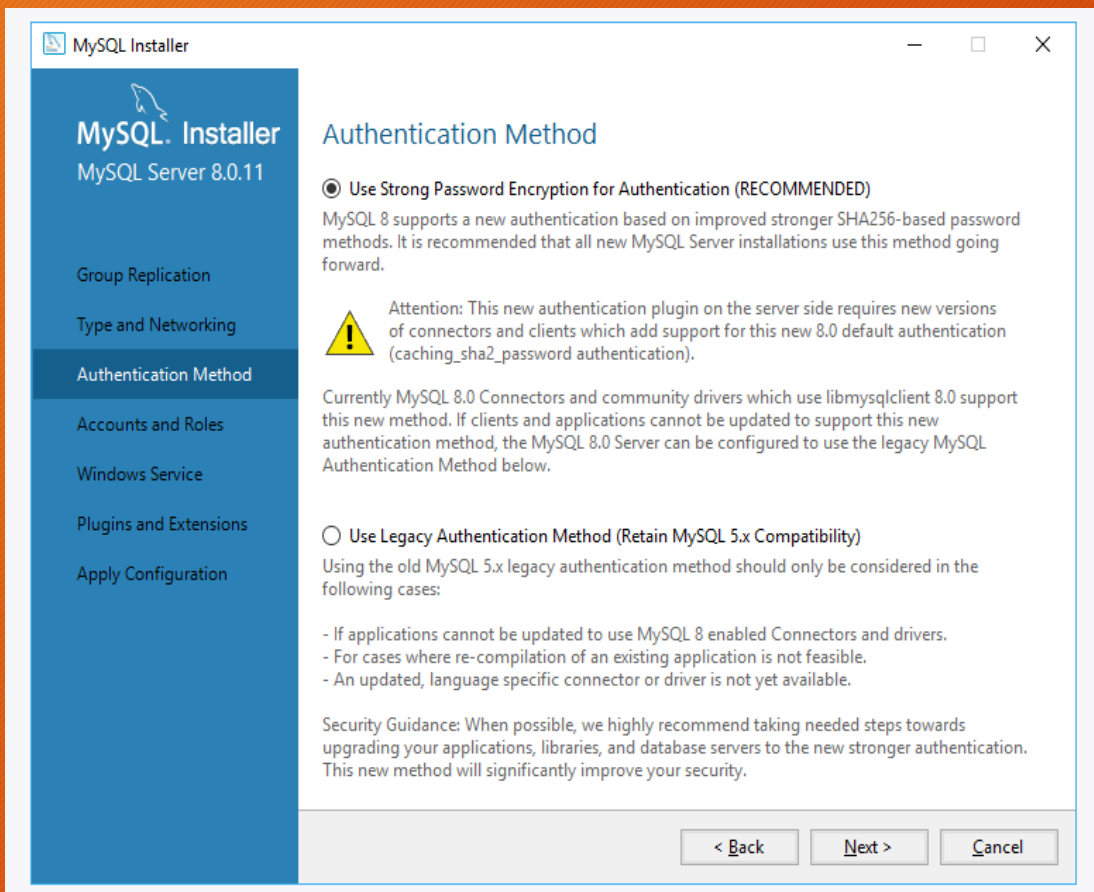 MySQL Installer
MySQL. Installer
MySQL Server 8.0.11
Group Replication
Type and Networking
Authentication Method
Accounts and Roles
Windows Service
Plugins and Extensions
Apply Configuration
Authentication Method
Use Strong Password Encryption for Authentication (RECOMMENDED)
MySQL 8 supports a new authentication based on improved stronger SHA256-based password
methods. It is recommended that all new MySQL Server installations use this method going
forward.
Attention: This new authentication plugin on the server side requires new versions
of connectors and clients which add support for this new 8.0 default authentication
(caching_sha2_password authentication).
Currently MySQL 8.0 Connectors and community drivers which use libmysqlclient 8.0 support
this new method. If clients and applications cannot be updated to support this new
authentication method, the MySQL 8.0 Server can be configured to use the legacy MySQL
Authentication Method below.
Use Legacy Authentication Method (Retain MySQL 5.x Compatibility)
Using the old MySQL 5.x legacy authentication method should only be considered in the
following cases:
- If applications cannot be updated to use MySQL 8 enabled Connectors and drivers.
- For cases where re-compilation of an existing application is not feasible.
- An updated, language specific connector or driver is not yet available.
Security Guidance: When possible, we highly recommend taking needed steps towards
upgrading your applications, libraries, and database servers to the new stronger authentication.
This new method will significantly improve your security.
< Back
Next >
Cancel